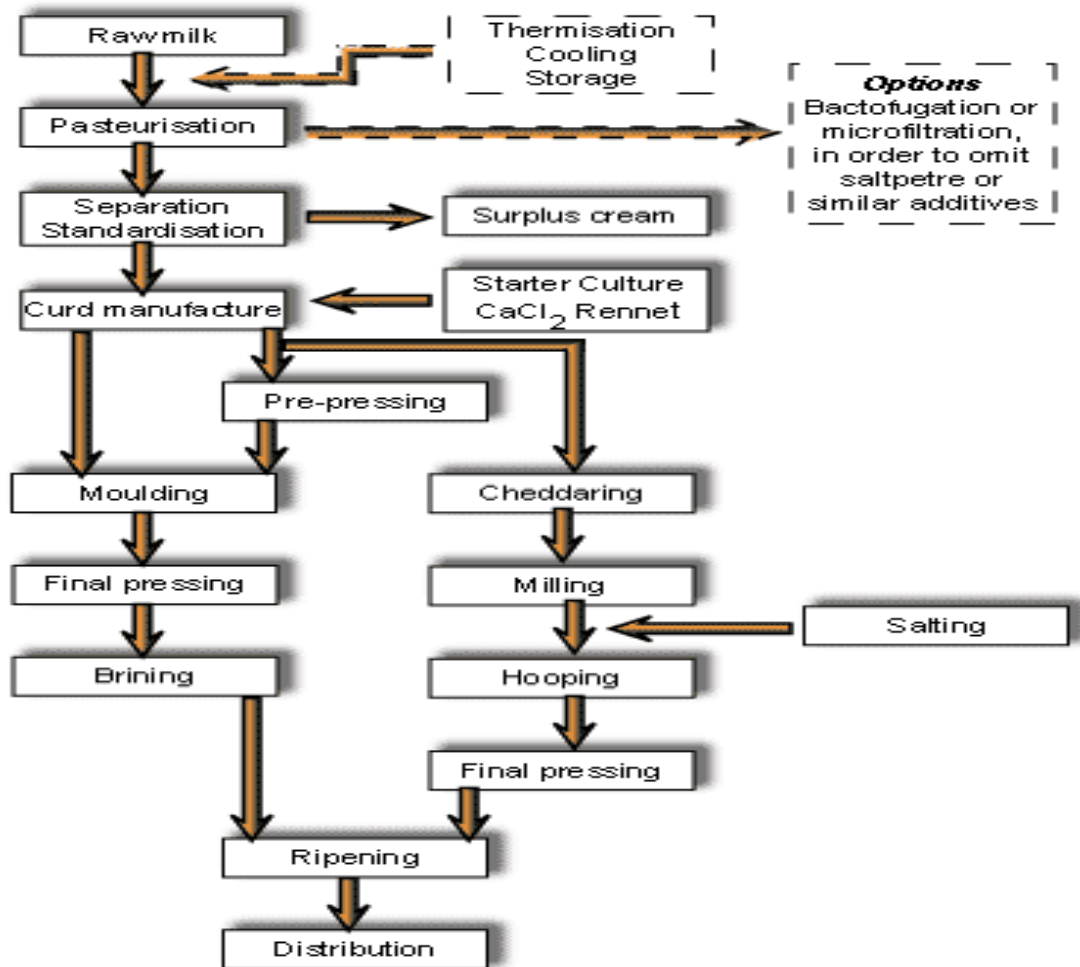 Raw milk
Thermisation
Cooling
Storage
Options
Bactofugation or
microfiltration,
in order to omit
saltpetre or
similar additives
Pasteurisation
Separation
Standardisation
Surplus cream
Curd manufacture
Starter Culture
CaCl2 Rennet
Pre-pressing
Moulding
Cheddaring
Final pressing
Milling
Salting
Brining
Hooping
Final pressing
Ripening
Distribution